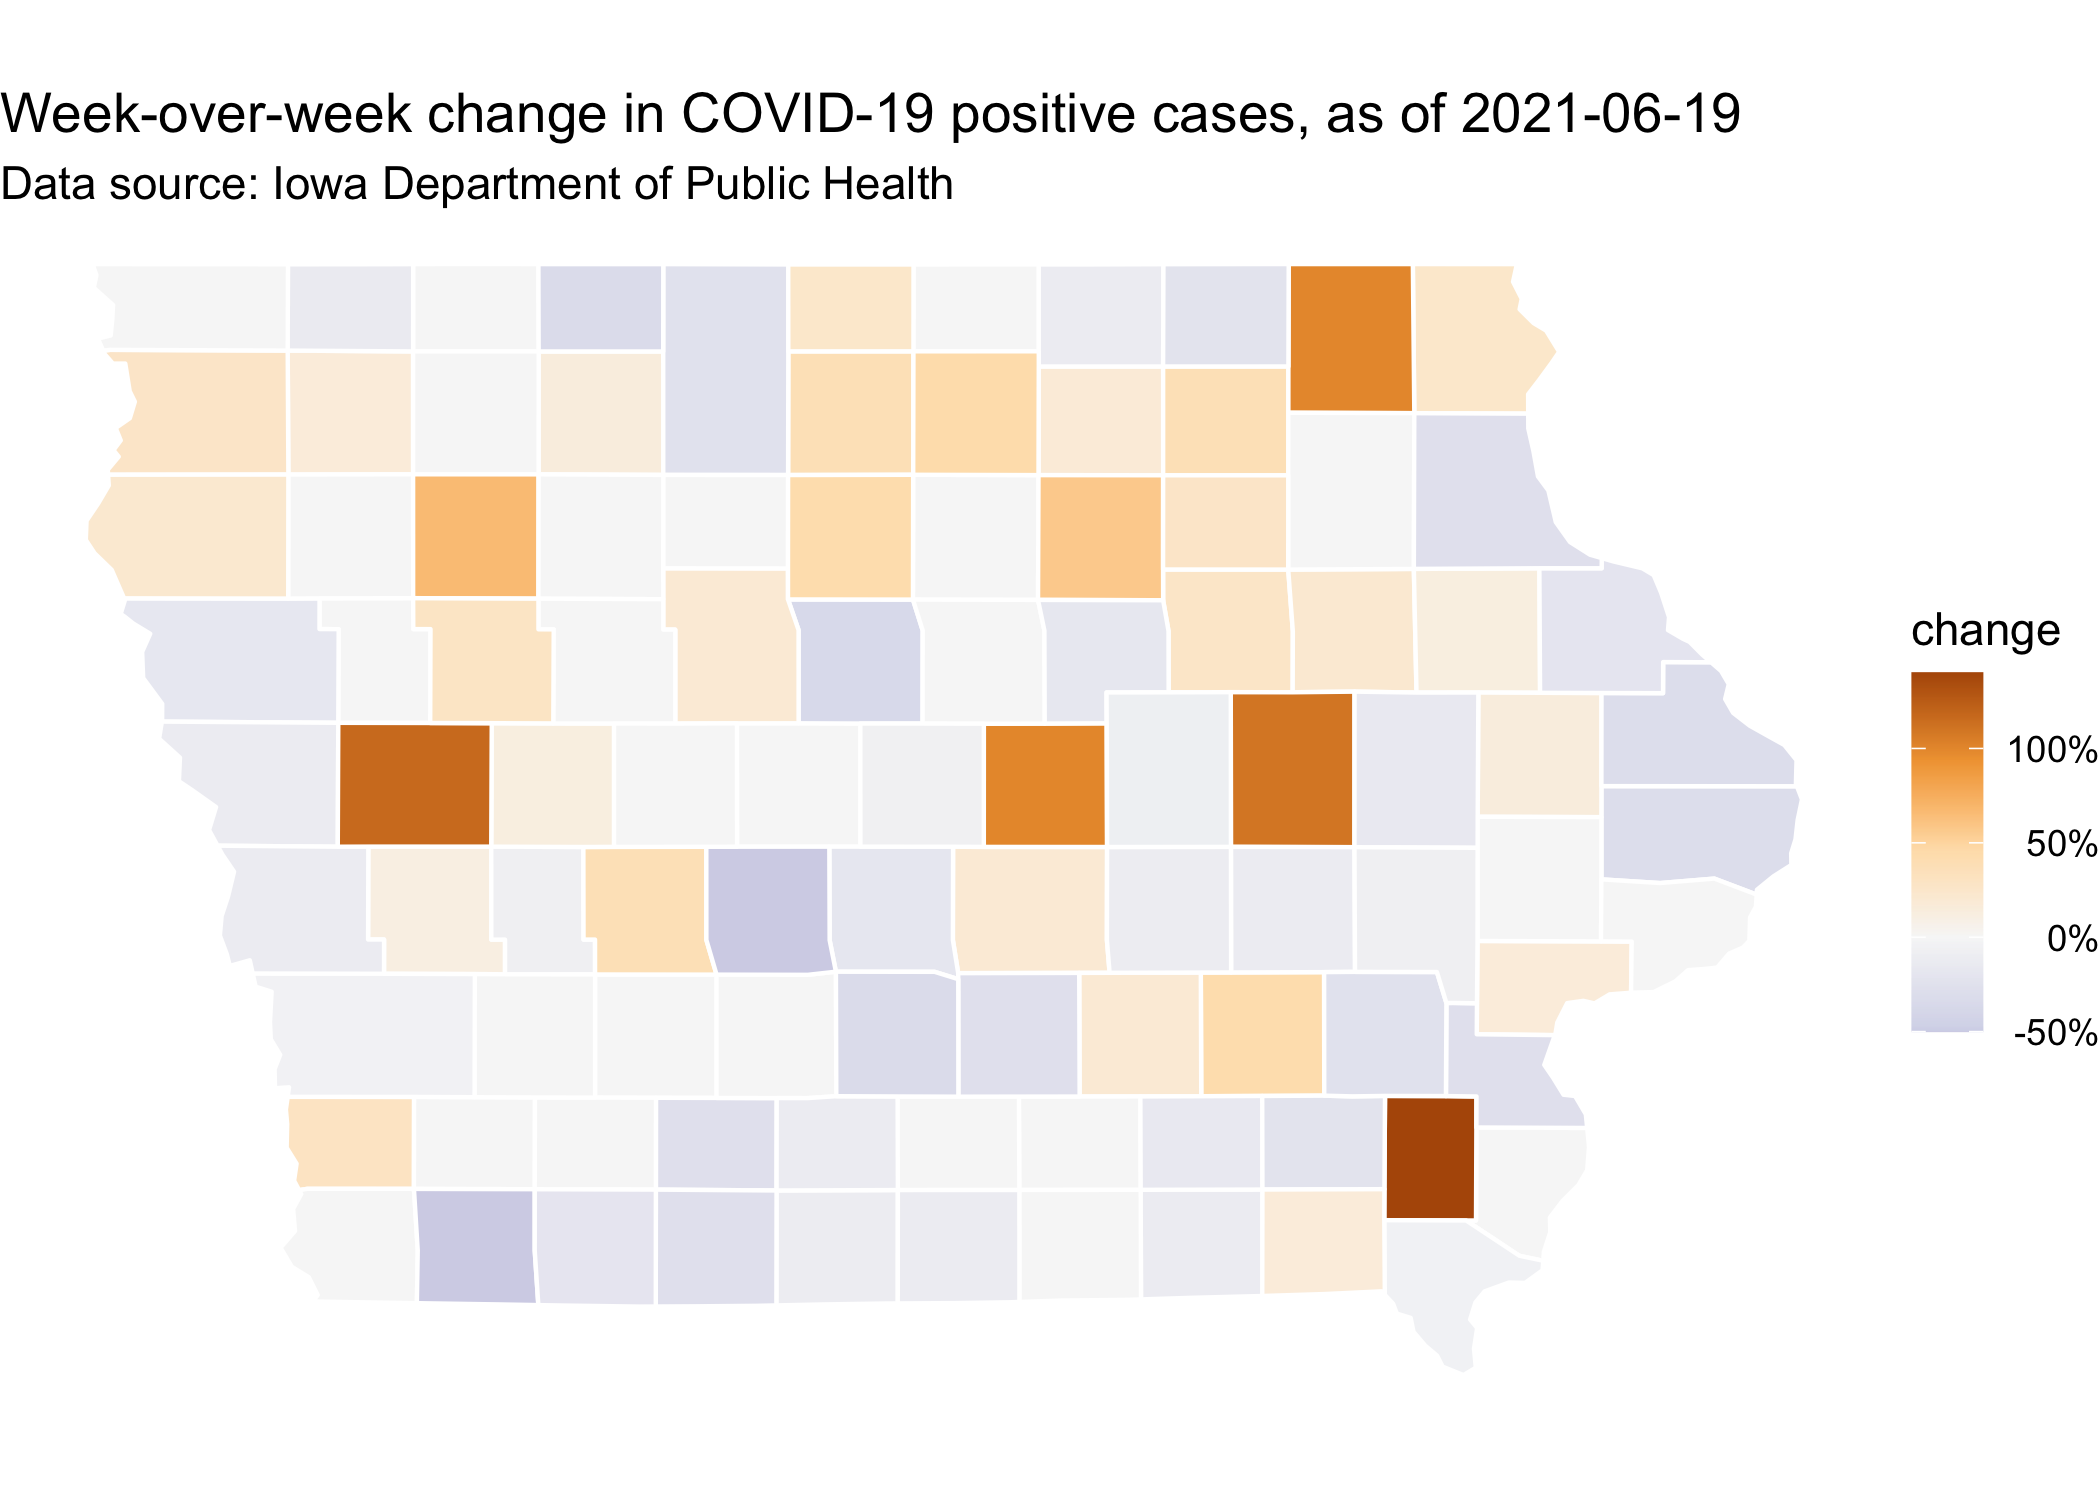 Week-over-week change in COVID-19 positive cases, as of 2021-06-19
Data source: Iowa Department of Public Health
change
100%
50%
0%
-50%